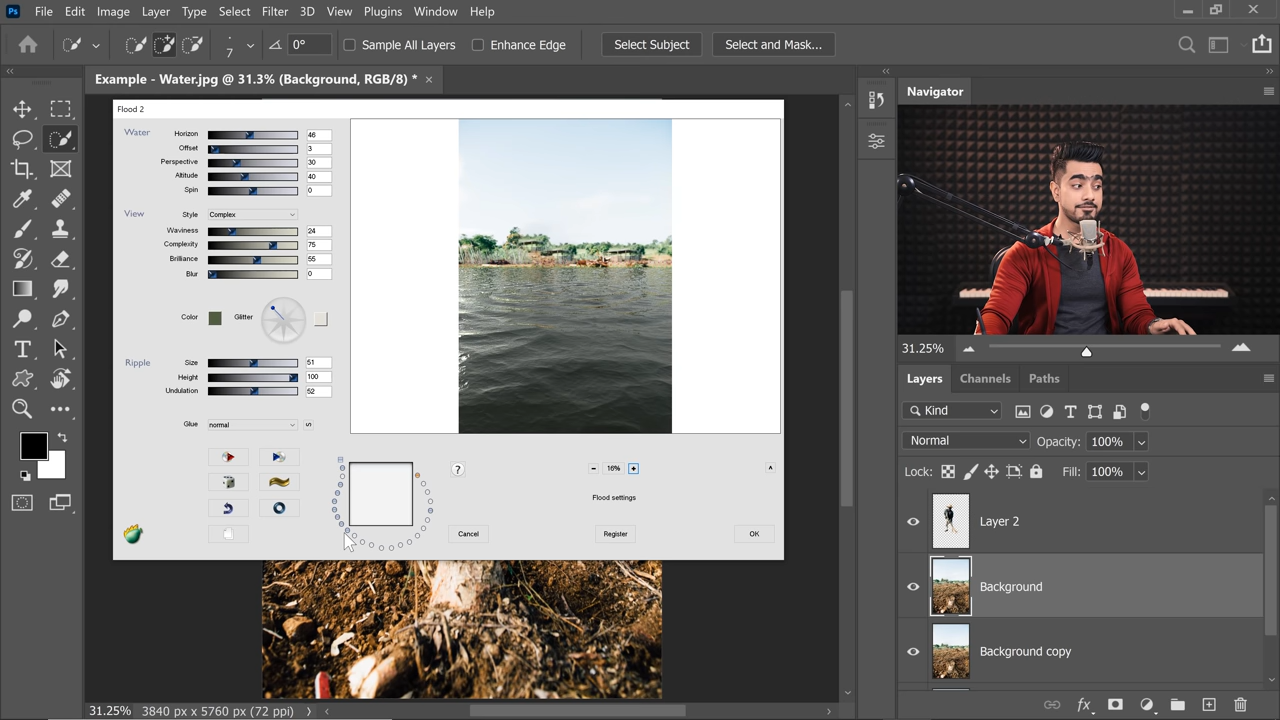 Ps File Edit Image Layer Type Select Filter 3D View Plugins Window Help
7 0° Sample All Layers Enhance Edge Select Subject Select and Mask...
Example - Water.jpg @ 31.3% (Background, RGB/8) *
Flood 2
Water Horizon 46
Offset 3
Perspective 30
Altitude 40
Spin 0
View Style Complex
Waviness 24
Complexity 75
Brilliance 55
Blur 0
Color Glitter
Ripple Size 51
Height 100
Undulation 52
Glue normal S
? 16%
Flood settings
Cancel Register OK
31.25% 3840 px x 5760 px (72 ppi)
Navigator
31.25%
Layers Channels Paths
Kind
Normal Opacity: 100%
Lock: Fill: 100%
Layer 2
Background
Background copy
fx